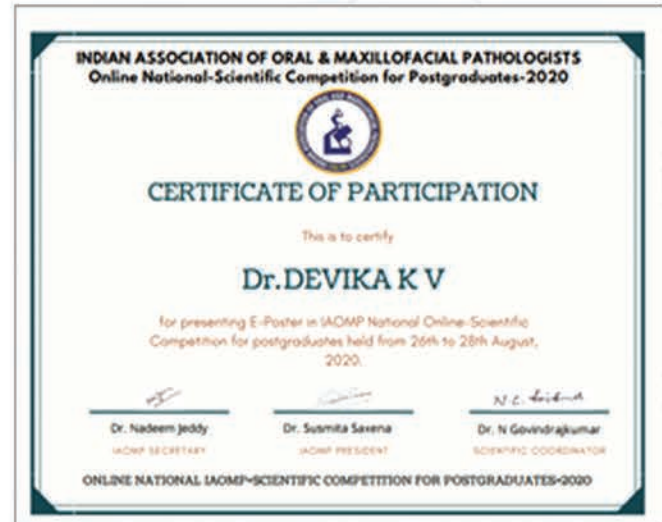 INDIAN ASSOCIATION OF ORAL & MAXILLOFACIAL PATHOLOGISTS
Online National-Scientific Competition for Postgraduates-2020
CERTIFICATE OF PARTICIPATION
This is to certify
Dr.DEVIKA K V
for presenting E-Poster in IAOMP National Online-Scientific
Competition for postgraduates held from 26th to 28th August,
2020.
Dr. Nadeem Jeddy
Dr. Susmita Saxena
Dr. N Govindrajkumar
IAOMP SECRETARY
IAOMP PRESIDENT
SCIENTIFIC COORDINATOR
ONLINE NATIONAL IAOMP-SCIENTIFIC COMPETITION FOR POSTGRADUATES-2020